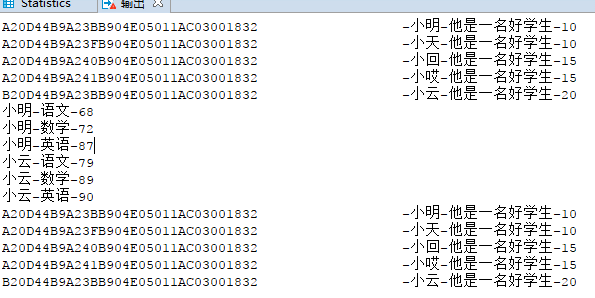 Statistics 输出
A20D44B9A23BB904E05011AC03001832 -小明-他是一名好学生-10
A20D44B9A23FB904E05011AC03001832 -小天-他是一名好学生-10
A20D44B9A240B904E05011AC03001832 -小回-他是一名好学生-15
A20D44B9A241B904E05011AC03001832 -小哎-他是一名好学生-15
B20D44B9A23BB904E05011AC03001832 -小云-他是一名好学生-20
小明-语文-68
小明-数学-72
小明-英语-87
小云-语文-79
小云-数学-89
小云-英语-90
A20D44B9A23BB904E05011AC03001832 -小明-他是一名好学生-10
A20D44B9A23FB904E05011AC03001832 -小天-他是一名好学生-10
A20D44B9A240B904E05011AC03001832 -小回-他是一名好学生-15
A20D44B9A241B904E05011AC03001832 -小哎-他是一名好学生-15
B20D44B9A23BB904E05011AC03001832 -小云-他是一名好学生-20